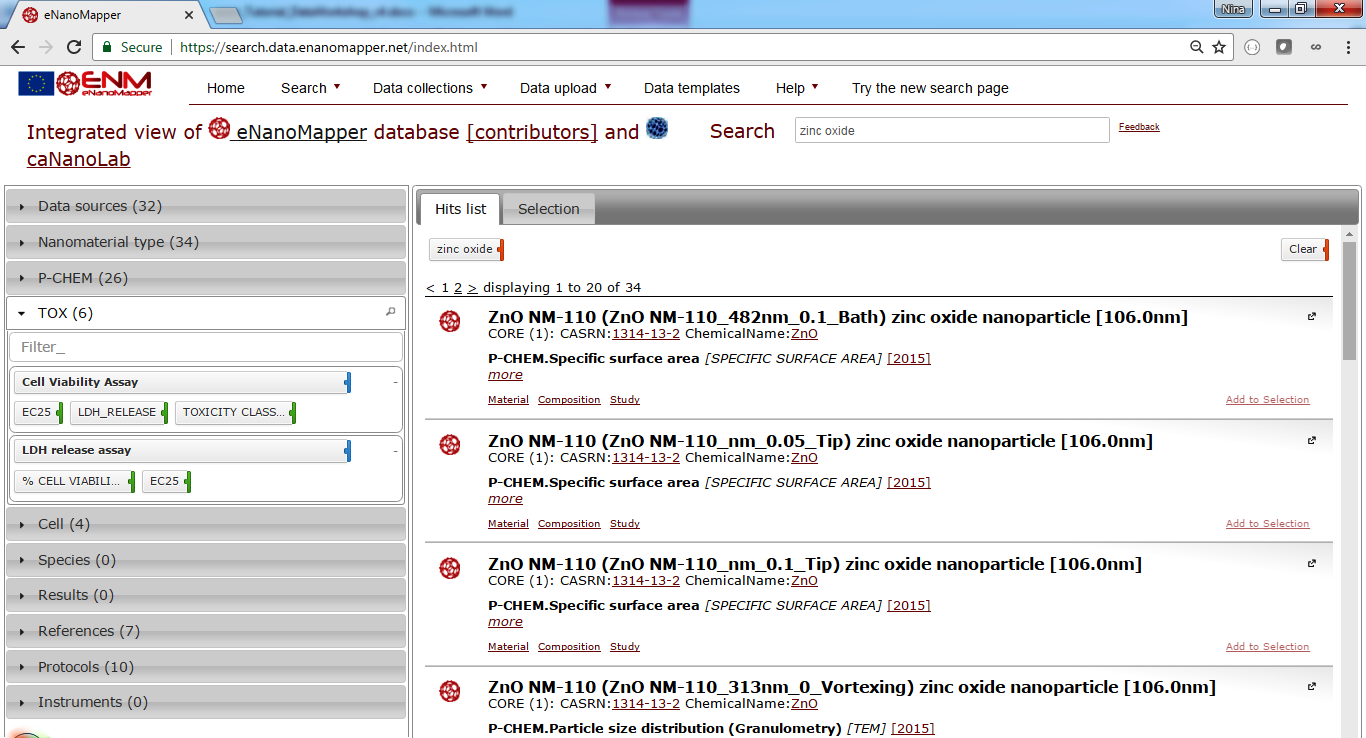 eNanoMapper
Tutorial_DataWorkshop_v4.docx - Microsoft Word
Nina
Secure
https://search.data.enanomapper.net/index.html
ENM
eNanoMapper
Home
Search
Data collections
Data upload
Data templates
Help
Try the new search page
Integrated view of eNanoMapper database [contributors] and
caNanoLab
Search
zinc oxide
Feedback
Data sources (32)
Nanomaterial type (34)
P-CHEM (26)
TOX (6)
Filter_
Cell Viability Assay
-
EC25
LDH_RELEASE
TOXICITY CLASS...
LDH release assay
-
% CELL VIABILI...
EC25
Cell (4)
Species (0)
Results (0)
References (7)
Protocols (10)
Instruments (0)
Hits list
Selection
zinc oxide
Clear
< 1 2 > displaying 1 to 20 of 34
ZnO NM-110 (ZnO NM-110_482nm_0.1_Bath) zinc oxide nanoparticle [106.0nm]
CORE (1): CASRN:1314-13-2 ChemicalName:ZnO
P-CHEM.Specific surface area [SPECIFIC SURFACE AREA] [2015]
more
Material Composition Study
Add to Selection
ZnO NM-110 (ZnO NM-110_nm_0.05_Tip) zinc oxide nanoparticle [106.0nm]
CORE (1): CASRN:1314-13-2 ChemicalName:ZnO
P-CHEM.Specific surface area [SPECIFIC SURFACE AREA] [2015]
more
Material Composition Study
Add to Selection
ZnO NM-110 (ZnO NM-110_nm_0.1_Tip) zinc oxide nanoparticle [106.0nm]
CORE (1): CASRN:1314-13-2 ChemicalName:ZnO
P-CHEM.Specific surface area [SPECIFIC SURFACE AREA] [2015]
more
Material Composition Study
Add to Selection
ZnO NM-110 (ZnO NM-110_313nm_0_Vortexing) zinc oxide nanoparticle [106.0nm]
CORE (1): CASRN:1314-13-2 ChemicalName:ZnO
P-CHEM.Particle size distribution (Granulometry) [TEM] [2015]